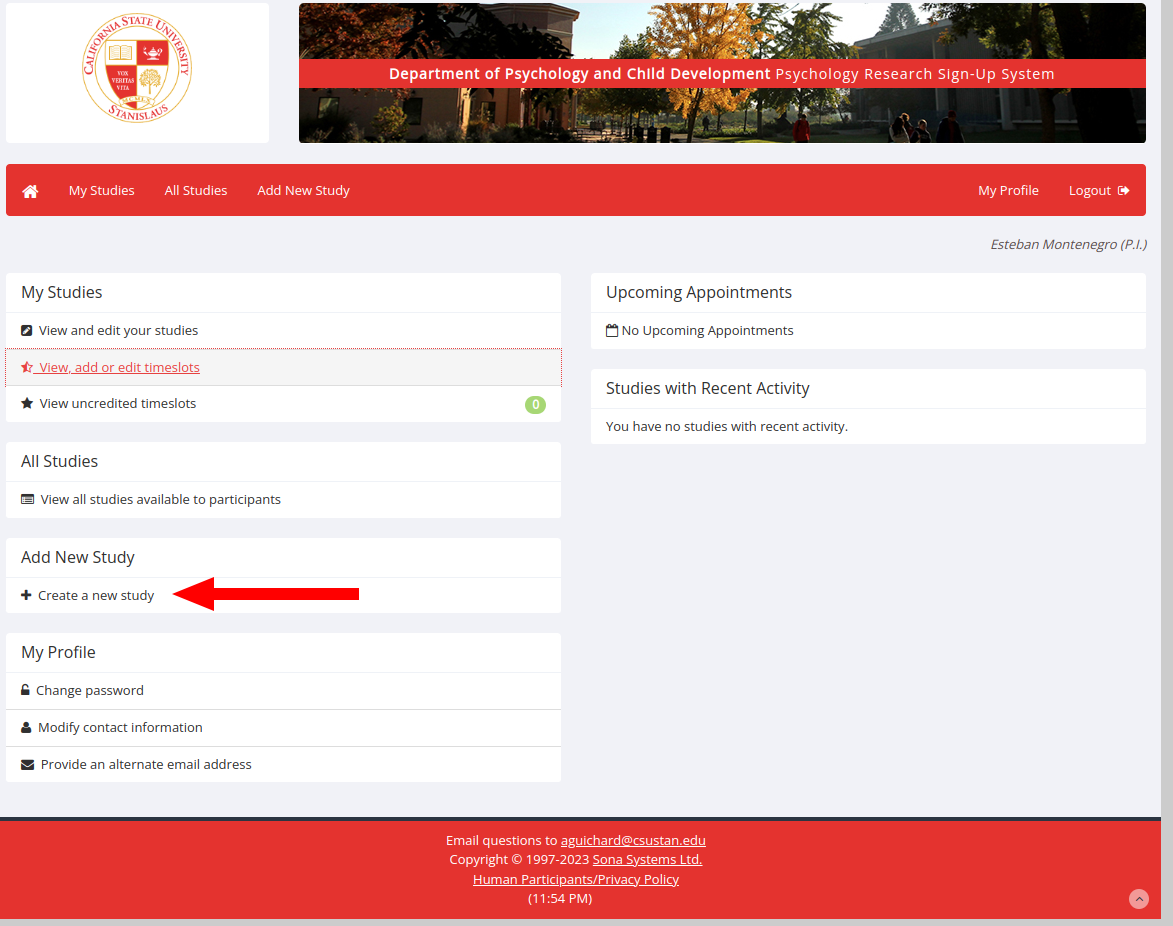 CALIFORNIA STATE UNIVERSITY
VOX
VERITAS
VITA
STANISLAUS
Department of Psychology and Child Development Psychology Research Sign-Up System
My Studies All Studies Add New Study My Profile Logout
Esteban Montenegro (P.I.)
My Studies
View and edit your studies
View, add or edit timeslots
View uncredited timeslots 0
All Studies
View all studies available to participants
Add New Study
Create a new study
My Profile
Change password
Modify contact information
Provide an alternate email address
Upcoming Appointments
No Upcoming Appointments
Studies with Recent Activity
You have no studies with recent activity.
Email questions to aguichard@csustan.edu
Copyright © 1997-2023 Sona Systems Ltd.
Human Participants/Privacy Policy
(11:54 PM)